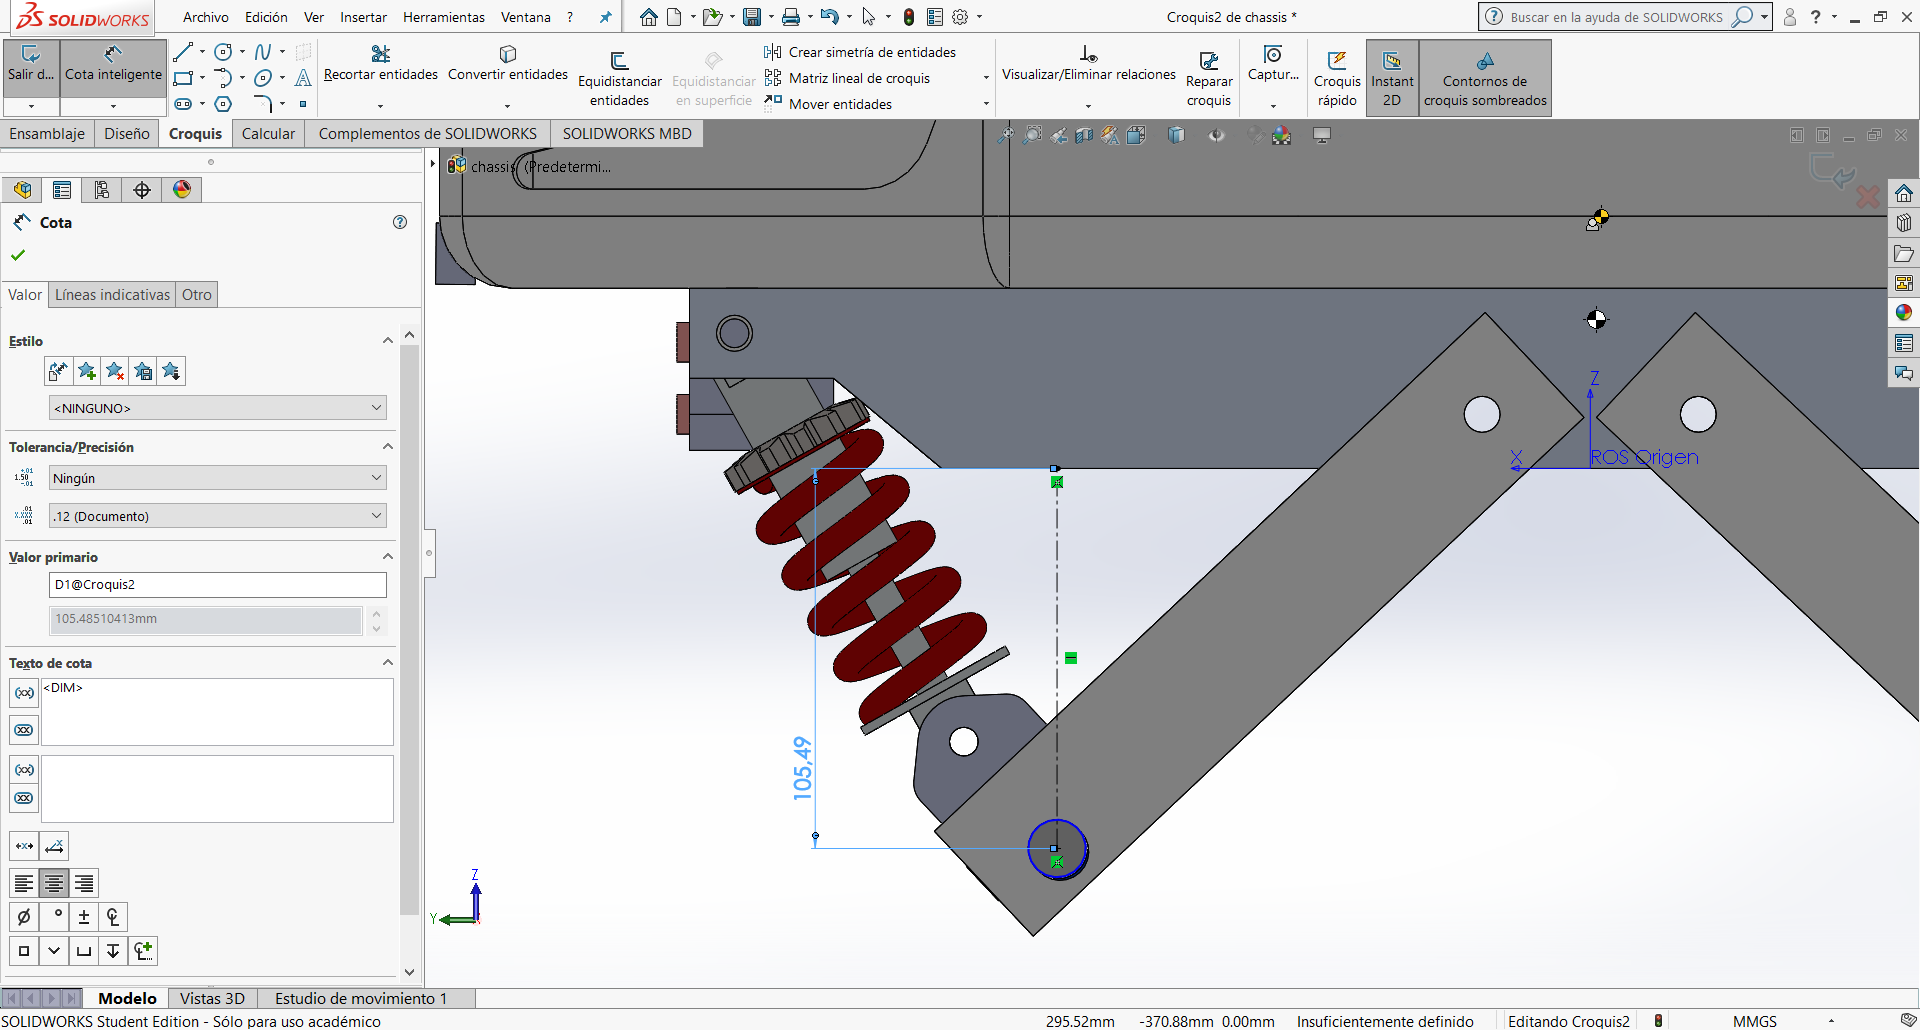 SOLIDWORKS
Archivo Edición Ver Insertar Herramientas Ventana ?
Croquis2 de chassis *
Buscar en la ayuda de SOLIDWORKS
?
Salir d...
Cota inteligente
Recortar entidades
Convertir entidades
Equidistanciar
entidades
Equidistanciar
en superficie
Crear simetría de entidades
Matriz lineal de croquis
Mover entidades
Visualizar/Eliminar relaciones
Reparar
croquis
Captur...
Croquis
rápido
Instant
2D
Contornos de
croquis sombreados
Ensamblaje Diseño Croquis Calcular Complementos de SOLIDWORKS SOLIDWORKS MBD
chassis (Predetermi...
Cota
Valor Líneas indicativas Otro
Estilo
<NINGUNO>
Tolerancia/Precisión
Ningún
.12 (Documento)
Valor primario
D1@Croquis2
105.48510413mm
Texto de cota
<DIM>
105,49
Z
X
ROS Origen
Z
Y
Modelo Vistas 3D Estudio de movimiento 1
SOLIDWORKS Student Edition - Sólo para uso académico
295.52mm -370.88mm 0.00mm Insuficientemente definido Editando Croquis2 MMGS